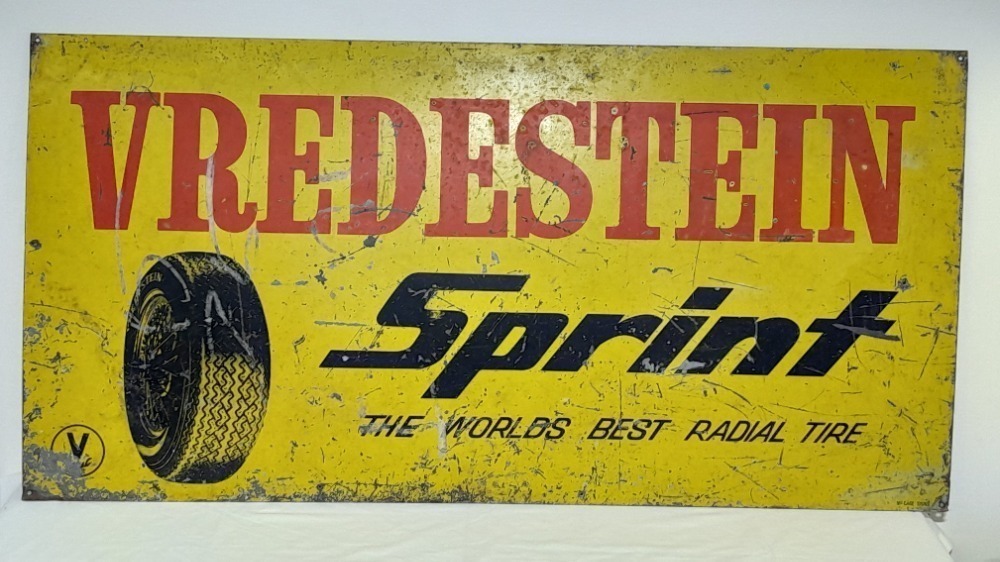 VREDESTEIN
Sprint
THE WORLDS BEST RADIAL TIRE
V